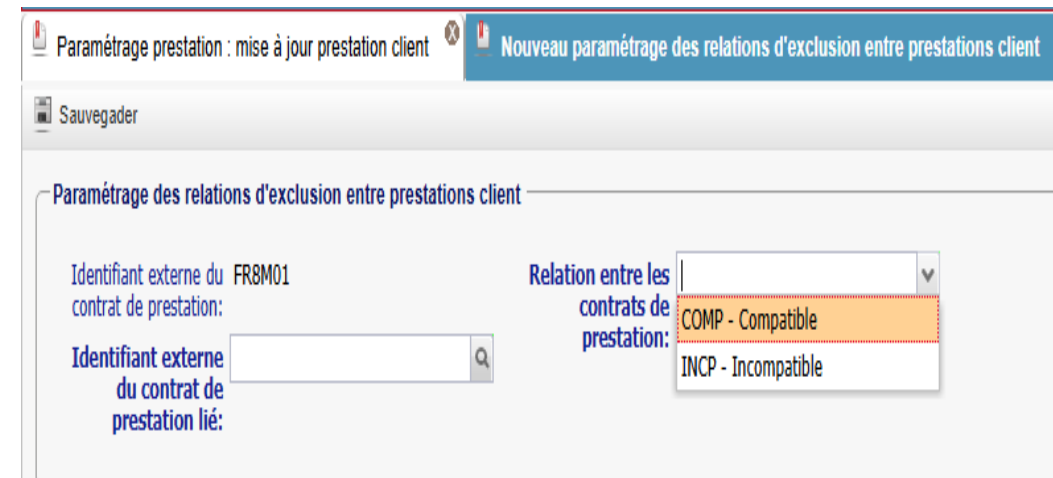 Paramétrage prestation : mise à jour prestation client
Nouveau paramétrage des relations d'exclusion entre prestations client
Sauvegader
Paramétrage des relations d'exclusion entre prestations client
Identifiant externe du
contrat de prestation:
FR8M01
Relation entre les
contrats de
prestation:
COMP - Compatible
INCP - Incompatible
Identifiant externe
du contrat de
prestation lié: